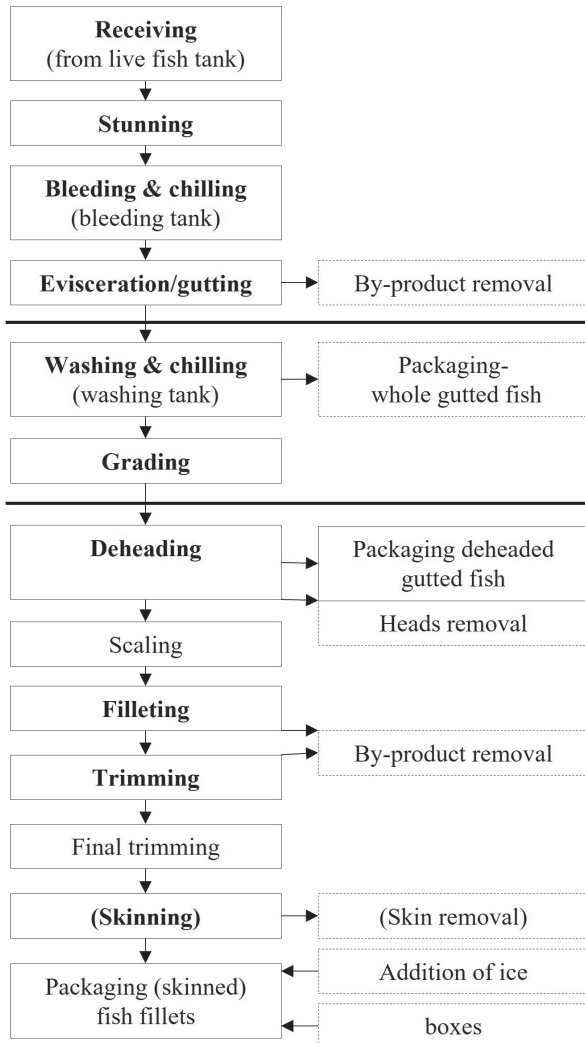 Receiving
(from live fish tank)
Stunning
Bleeding & chilling
(bleeding tank)
Evisceration/gutting
By-product removal
Washing & chilling
(washing tank)
Packaging-
whole gutted fish
Grading
Deheading
Packaging deheaded
gutted fish
Heads removal
Scaling
Filleting
By-product removal
Trimming
Final trimming
(Skinning)
(Skin removal)
Packaging (skinned)
fish fillets
Addition of ice
boxes